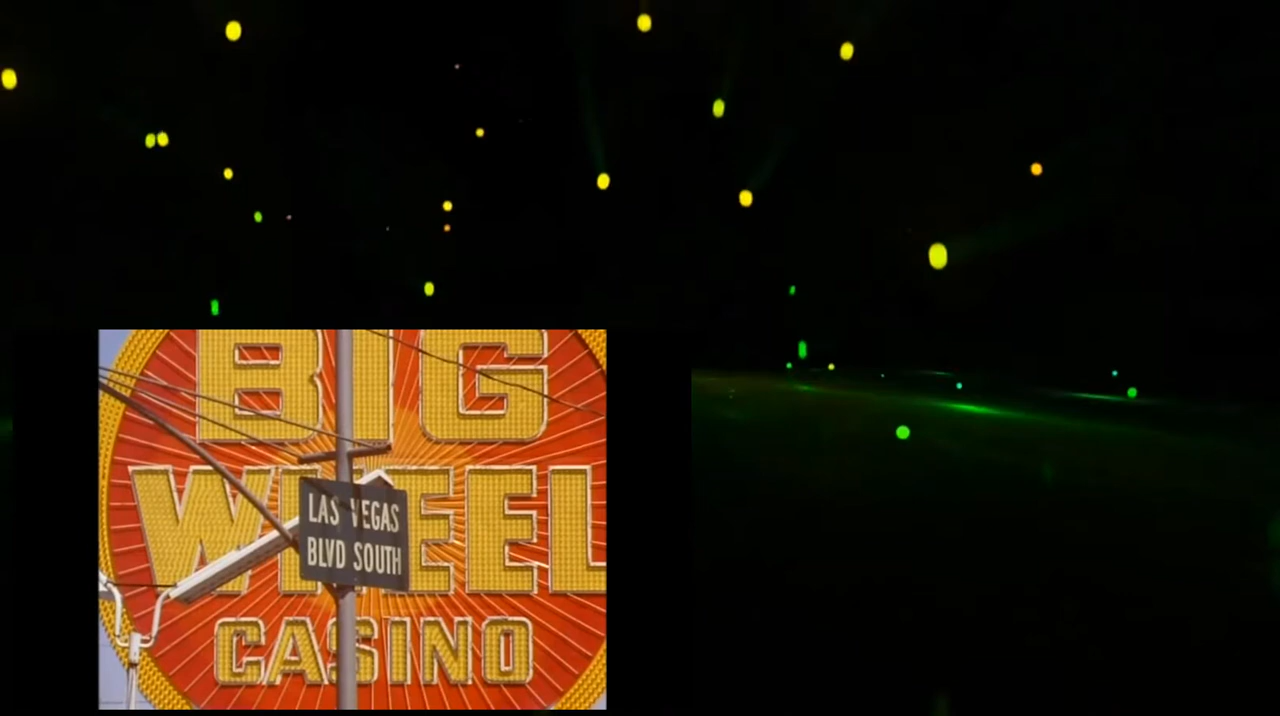 BIG
WHEEL
CASINO
LAS VEGAS
BLVD SOUTH